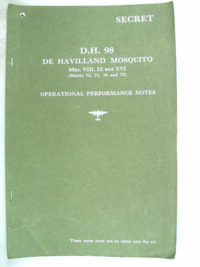 SECRET
D.H. 98
DE HAVILLAND MOSQUITO
Mks. VIII, IX and XVI
(Merlin 72, 73, 76 and 77)
OPERATIONAL PERFORMANCE NOTES
These notes must not be taken into the air